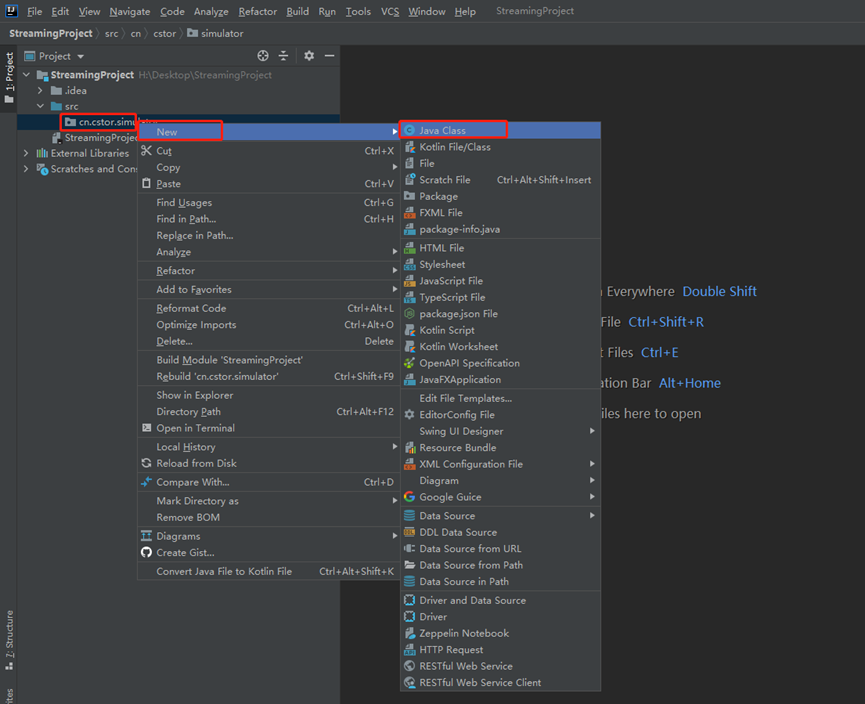 File Edit View Navigate Code Analyze Refactor Build Run Tools VCS Window Help StreamingProject
StreamingProject src cn cstor simulator
1: Project
Project
StreamingProject H:\Desktop\StreamingProject
.idea
src
cn.cstor.simulator
StreamingProjec
External Libraries
Scratches and Con
New
Cut Ctrl+X
Copy
Paste Ctrl+V
Find Usages Ctrl+G
Find in Path... Ctrl+H
Replace in Path...
Analyze
Refactor
Add to Favorites
Reformat Code Ctrl+Alt+L
Optimize Imports Ctrl+Alt+O
Delete... Delete
Build Module 'StreamingProject'
Rebuild 'cn.cstor.simulator' Ctrl+Shift+F9
Show in Explorer
Directory Path Ctrl+Alt+F12
Open in Terminal
Local History
Reload from Disk
Compare With... Ctrl+D
Mark Directory as
Remove BOM
Diagrams
Create Gist...
Convert Java File to Kotlin File Ctrl+Alt+Shift+K
Java Class
Kotlin File/Class
File
Scratch File Ctrl+Alt+Shift+Insert
Package
FXML File
package-info.java
HTML File
Stylesheet
JavaScript File
TypeScript File
package.json File
Kotlin Script
Kotlin Worksheet
OpenAPI Specification
JavaFXApplication
Edit File Templates...
EditorConfig File
Swing UI Designer
Resource Bundle
XML Configuration File
Diagram
Google Guice
Data Source
DDL Data Source
Data Source from URL
Data Source from Path
Data Source in Path
Driver and Data Source
Driver
Zeppelin Notebook
HTTP Request
RESTful Web Service
RESTful Web Service Client
h Everywhere Double Shift
File Ctrl+Shift+R
t Files Ctrl+E
ation Bar Alt+Home
iles here to open
7: Structure
ites